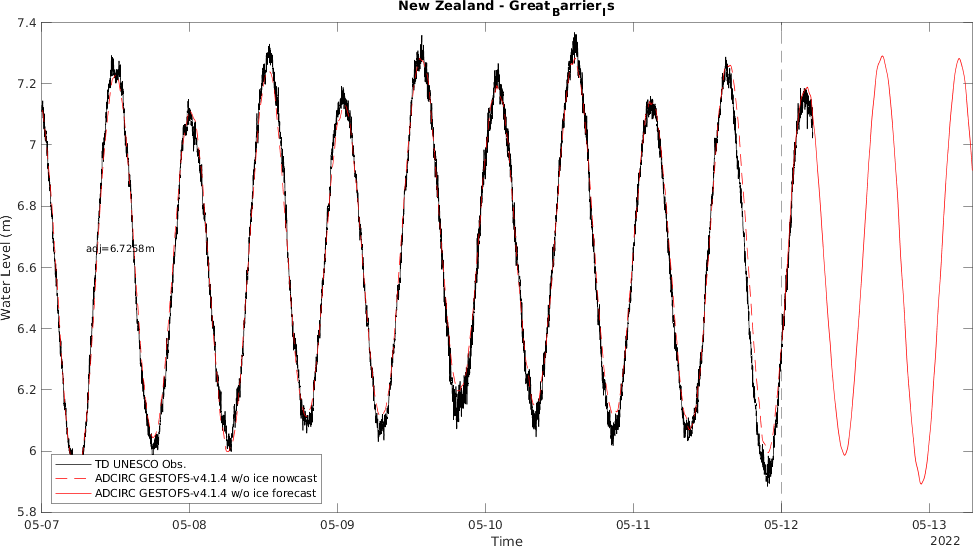 New Zealand - Great_Barrier_Is
7.4
7.2
7
6.8
6.6
6.4
6.2
6
5.8
Water Level (m)
adj=6.7258m
TD UNESCO Obs.
ADCIRC GESTOFS-v4.1.4 w/o ice nowcast
ADCIRC GESTOFS-v4.1.4 w/o ice forecast
05-07 05-08 05-09 05-10 05-11 05-12 05-13
Time
2022